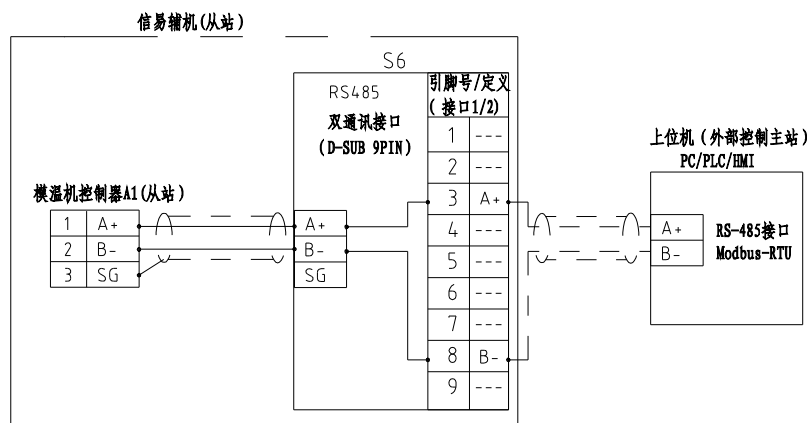 信易辅机(从站)
S6
RS485
双通讯接口
(D-SUB 9PIN)
引脚号/定义
(接口1/2)
1 ---
2 ---
3 A+
4 ---
5 ---
6 ---
7 ---
8 B-
9 ---
模温机控制器A1(从站)
1 A+
2 B-
3 SG
A+
B-
SG
上位机(外部控制主站)
PC/PLC/HMI
A+
B-
RS-485接口
Modbus-RTU